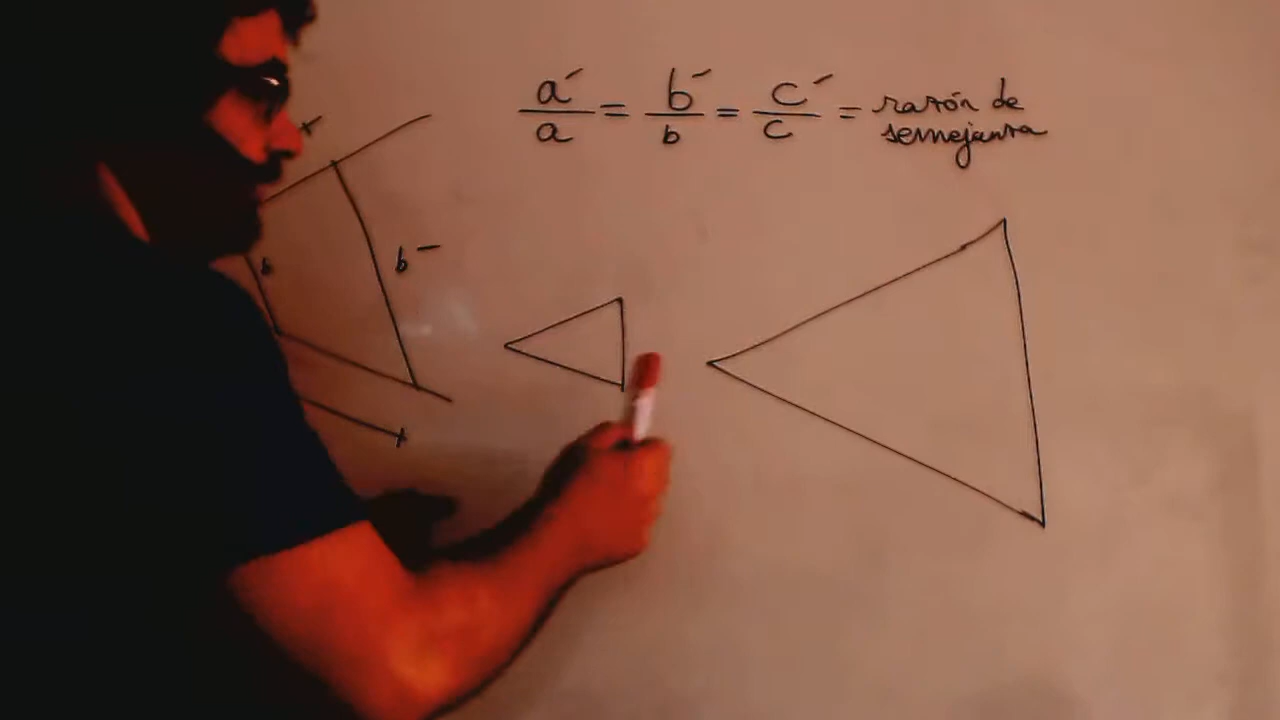 a´/a = b´/b = c´/c = razón de
semejanza
b b´